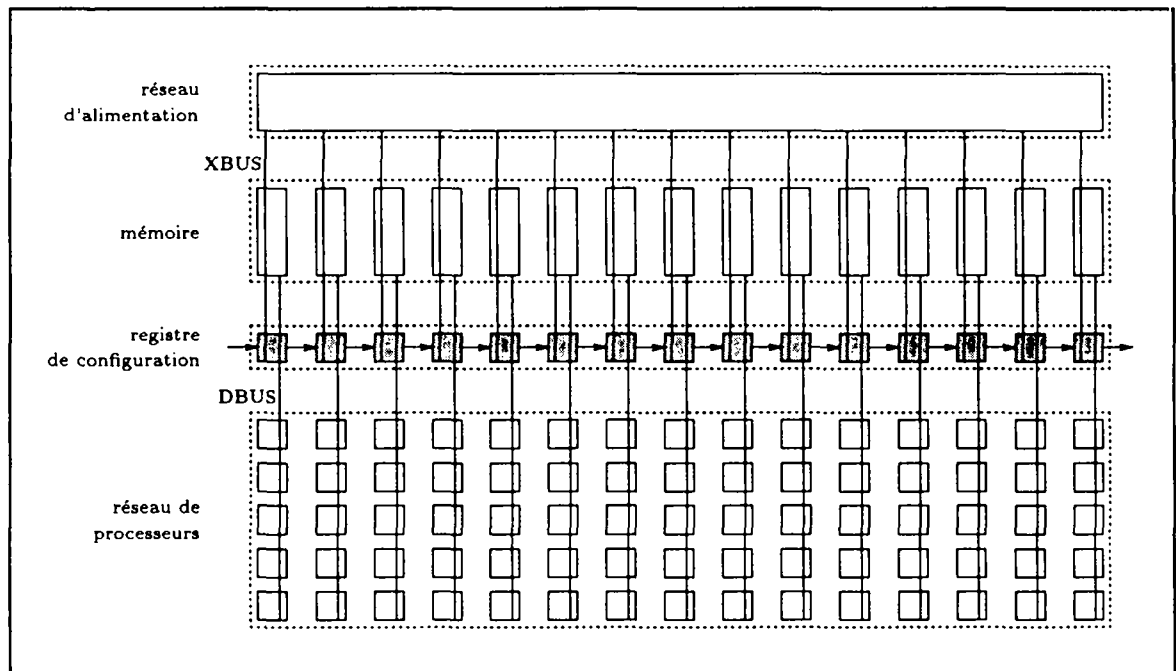 réseau
d'alimentation
XBUS
mémoire
registre
de configuration
DBUS
réseau de
processeurs